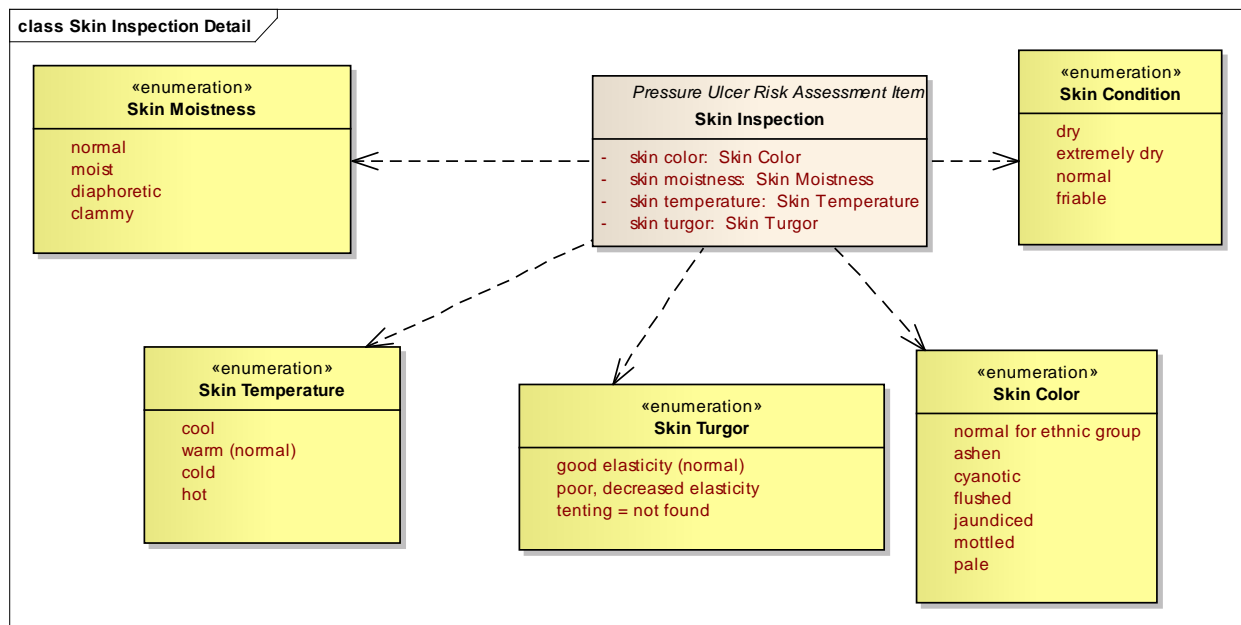 class Skin Inspection Detail
«enumeration»
Skin Moistness
normal
moist
diaphoretic
clammy
Pressure Ulcer Risk Assessment Item
Skin Inspection
- skin color: Skin Color
- skin moistness: Skin Moistness
- skin temperature: Skin Temperature
- skin turgor: Skin Turgor
«enumeration»
Skin Condition
dry
extremely dry
normal
friable
«enumeration»
Skin Temperature
cool
warm (normal)
cold
hot
«enumeration»
Skin Turgor
good elasticity (normal)
poor, decreased elasticity
tenting = not found
«enumeration»
Skin Color
normal for ethnic group
ashen
cyanotic
flushed
jaundiced
mottled
pale